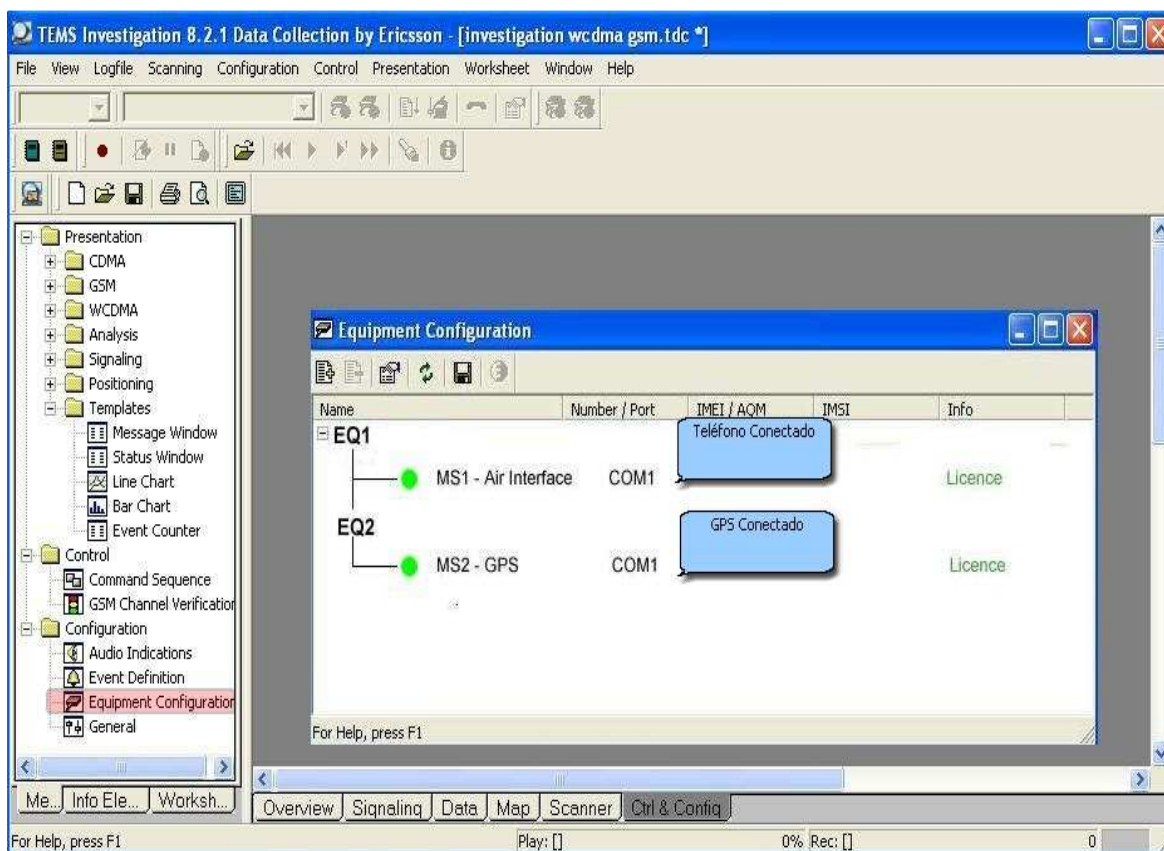 TEMS Investigation 8.2.1 Data Collection by Ericsson - [investigation wcdma gsm.tdc *]
File View Logfile Scanning Configuration Control Presentation Worksheet Window Help
Presentation
CDMA
GSM
WCDMA
Analysis
Signaling
Positioning
Templates
Message Window
Status Window
Line Chart
Bar Chart
Event Counter
Control
Command Sequence
GSM Channel Verification
Configuration
Audio Indications
Event Definition
Equipment Configuration
General
Me... Info Ele... Worksh...
Equipment Configuration
Name Number / Port IMEI / AQM IMSI Info
EQ1
Teléfono Conectado
MS1 - Air Interface COM1 Licence
EQ2
GPS Conectado
MS2 - GPS COM1 Licence
For Help, press F1
Overview Signaling Data Map Scanner Ctrl & Config
For Help, press F1 Play: [] 0% Rec: [] 0